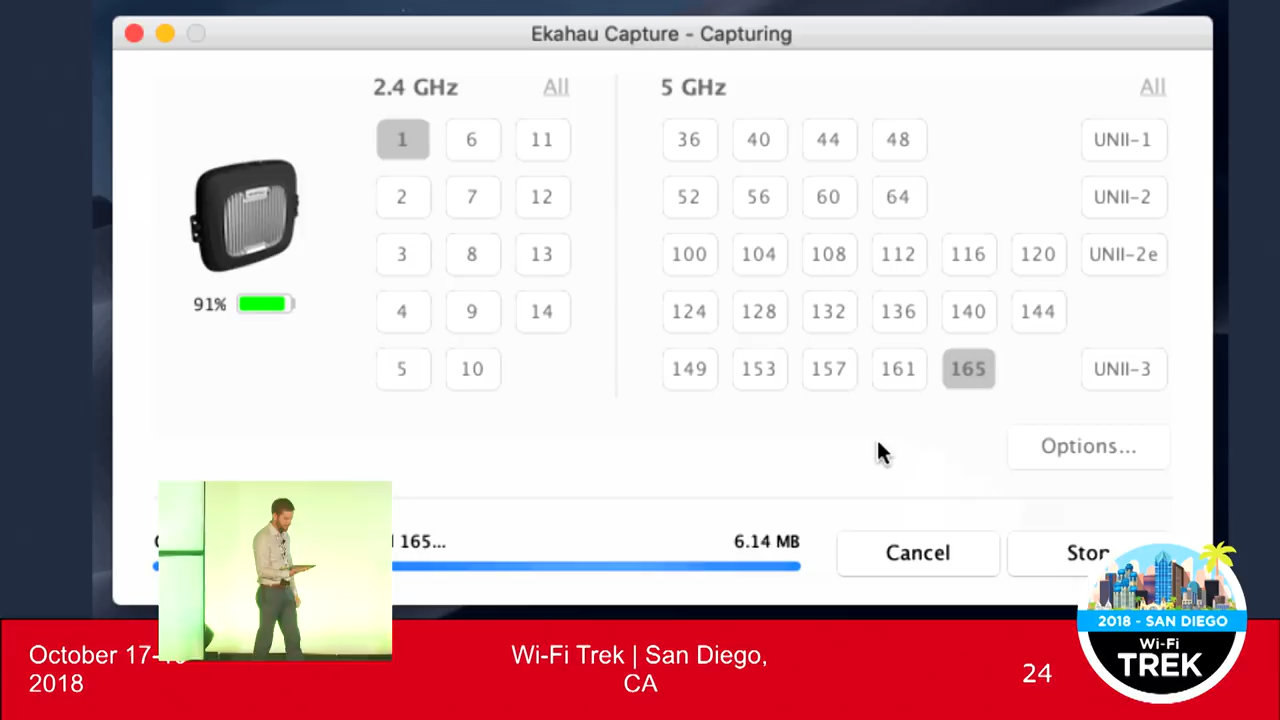 Ekahau Capture - Capturing
2.4 GHz All
5 GHz All
1 6 11
36 40 44 48 UNII-1
2 7 12
52 56 60 64 UNII-2
3 8 13
100 104 108 112 116 120 UNII-2e
91%
4 9 14
124 128 132 136 140 144
5 10
149 153 157 161 165 UNII-3
Options...
165...
6.14 MB
Cancel
Stop
October 17-
2018
Wi-Fi Trek | San Diego,
CA
24
2018 - SAN DIEGO
Wi-Fi
TREK